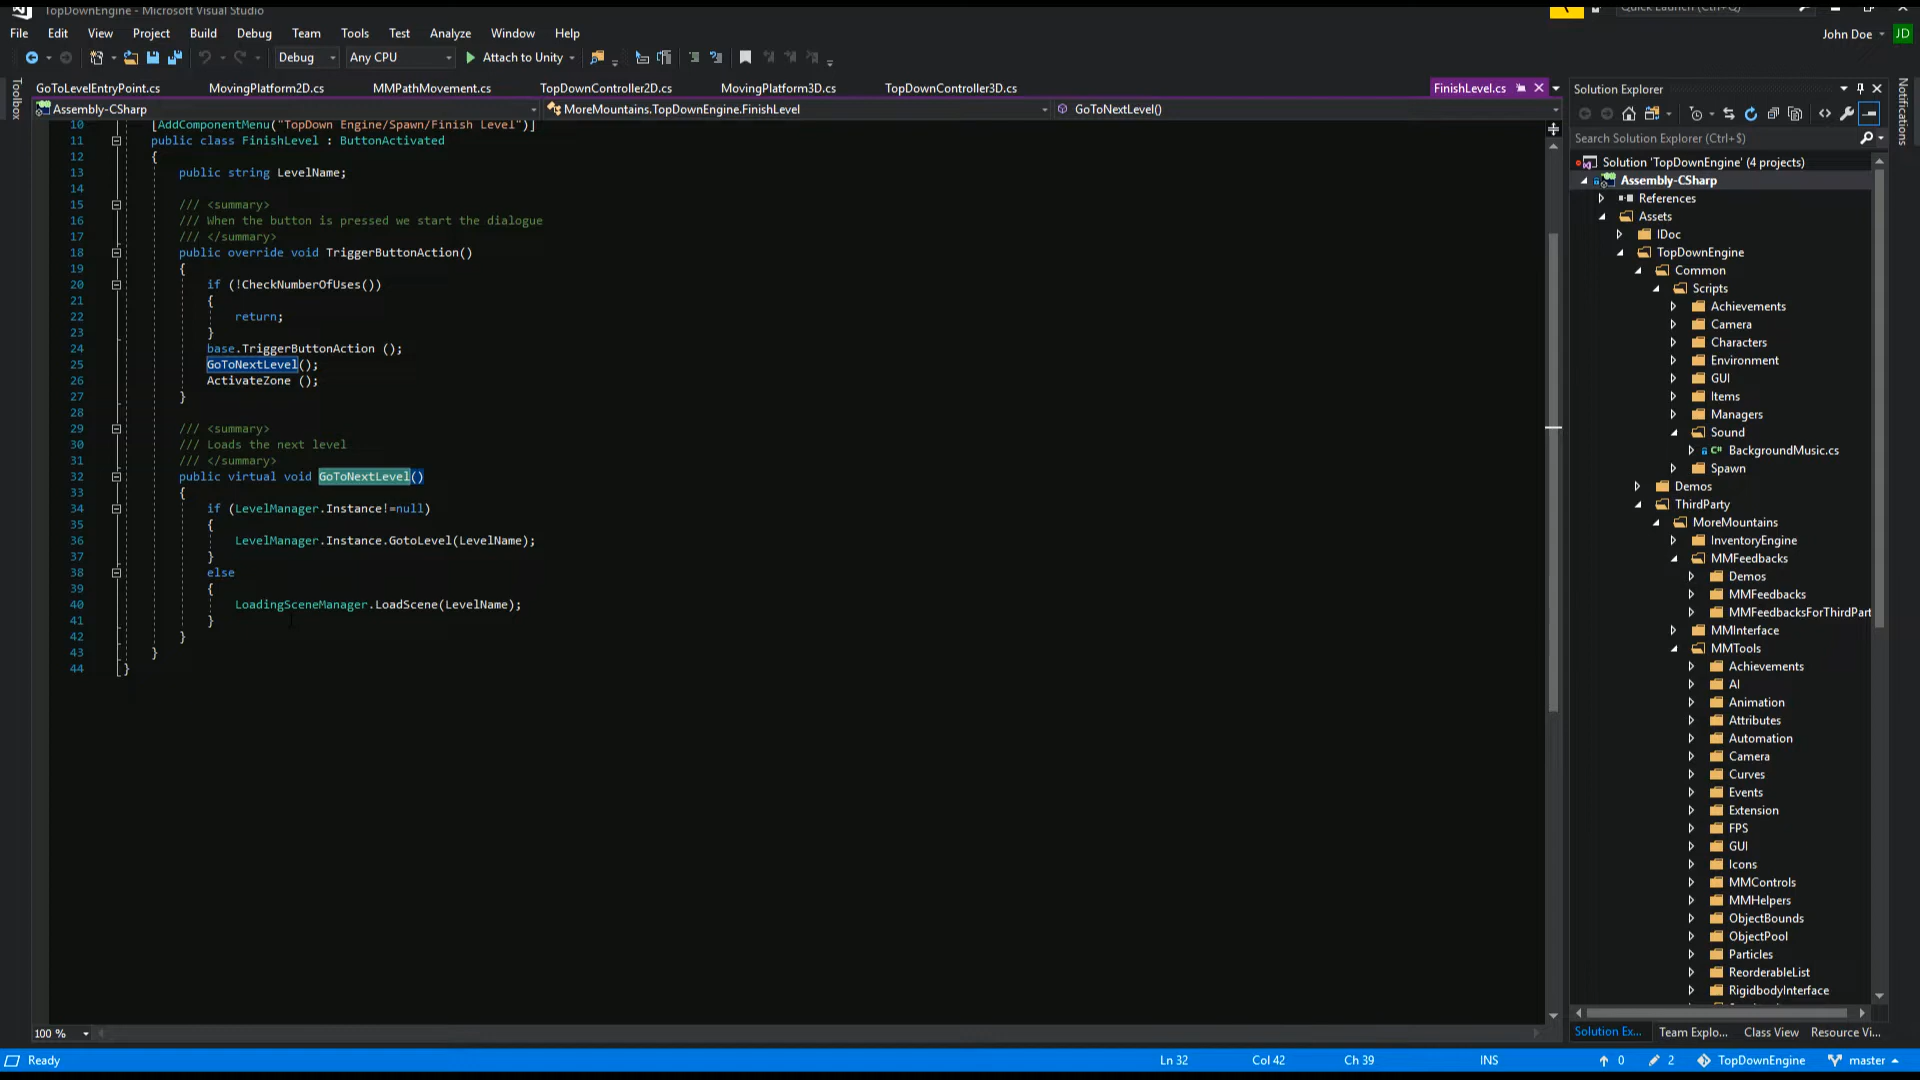 TopDownEngine - Microsoft Visual Studio
Quick Launch (Ctrl+Q)
File Edit View Project Build Debug Team Tools Test Analyze Window Help
John Doe JD
Debug Any CPU Attach to Unity
Toolbox
GoToLevelEntryPoint.cs MovingPlatform2D.cs MMPathMovement.cs TopDownController2D.cs MovingPlatform3D.cs TopDownController3D.cs FinishLevel.cs
Assembly-CSharp MoreMountains.TopDownEngine.FinishLevel GoToNextLevel()
10 [AddComponentMenu("TopDown Engine/Spawn/Finish Level")]
11 public class FinishLevel : ButtonActivated
12 {
13 public string LevelName;
14
15 /// <summary>
16 /// When the button is pressed we start the dialogue
17 /// </summary>
18 public override void TriggerButtonAction()
19 {
20 if (!CheckNumberOfUses())
21 {
22 return;
23 }
24 base.TriggerButtonAction ();
25 GoToNextLevel();
26 ActivateZone ();
27 }
28
29 /// <summary>
30 /// Loads the next level
31 /// </summary>
32 public virtual void GoToNextLevel()
33 {
34 if (LevelManager.Instance!=null)
35 {
36 LevelManager.Instance.GotoLevel(LevelName);
37 }
38 else
39 {
40 LoadingSceneManager.LoadScene(LevelName);
41 }
42 }
43 }
44 }
100 %
Solution Explorer
Notifications
Search Solution Explorer (Ctrl+$)
Solution 'TopDownEngine' (4 projects)
Assembly-CSharp
References
Assets
IDoc
TopDownEngine
Common
Scripts
Achievements
Camera
Characters
Environment
GUI
Items
Managers
Sound
C# BackgroundMusic.cs
Spawn
Demos
ThirdParty
MoreMountains
InventoryEngine
MMFeedbacks
Demos
MMFeedbacks
MMFeedbacksForThirdPart
MMInterface
MMTools
Achievements
AI
Animation
Attributes
Automation
Camera
Curves
Events
Extension
FPS
GUI
Icons
MMControls
MMHelpers
ObjectBounds
ObjectPool
Particles
ReorderableList
RigidbodyInterface
Solution Ex... Team Explo... Class View Resource Vi...
Ready Ln 32 Col 42 Ch 39 INS 0 2 TopDownEngine master